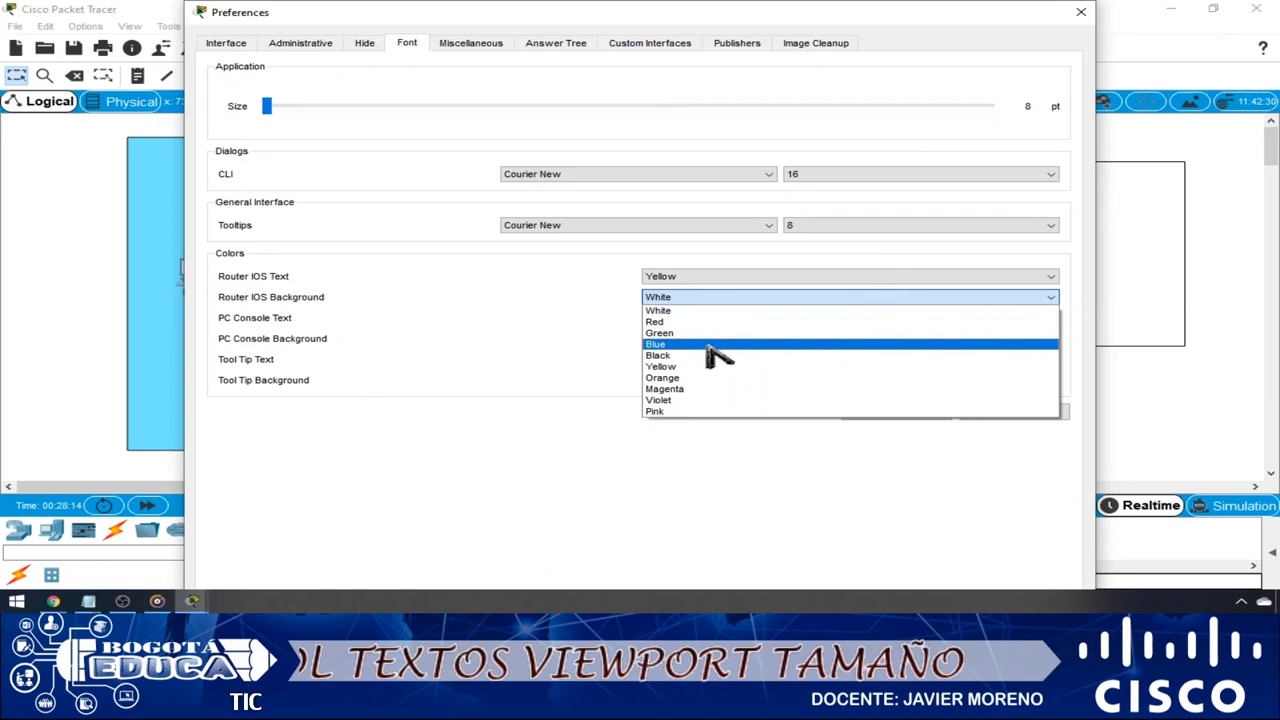 Cisco Packet Tracer
File Edit Options View Tools
Logical
Physical x: 73
Preferences
Interface Administrative Hide Font Miscellaneous Answer Tree Custom Interfaces Publishers Image Cleanup
Application
Size 8 pt
Dialogs
CLI Courier New 16
General Interface
Tooltips Courier New 8
Colors
Router IOS Text Yellow
Router IOS Background White
PC Console Text
PC Console Background
Tool Tip Text
Tool Tip Background
White
Red
Green
Blue
Black
Yellow
Orange
Magenta
Violet
Pink
?
11:42:30
Time: 00:28:14
Realtime Simulation
BOGOTÁ
EDUCA
TIC
OL TEXTOS VIEWPORT TAMAÑO
DOCENTE: JAVIER MORENO
CISCO